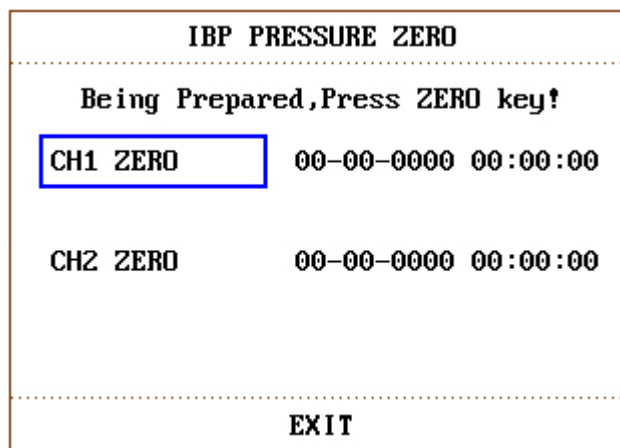 IBP PRESSURE ZERO
Being Prepared,Press ZERO key!
CH1 ZERO 00-00-0000 00:00:00
CH2 ZERO 00-00-0000 00:00:00
EXIT